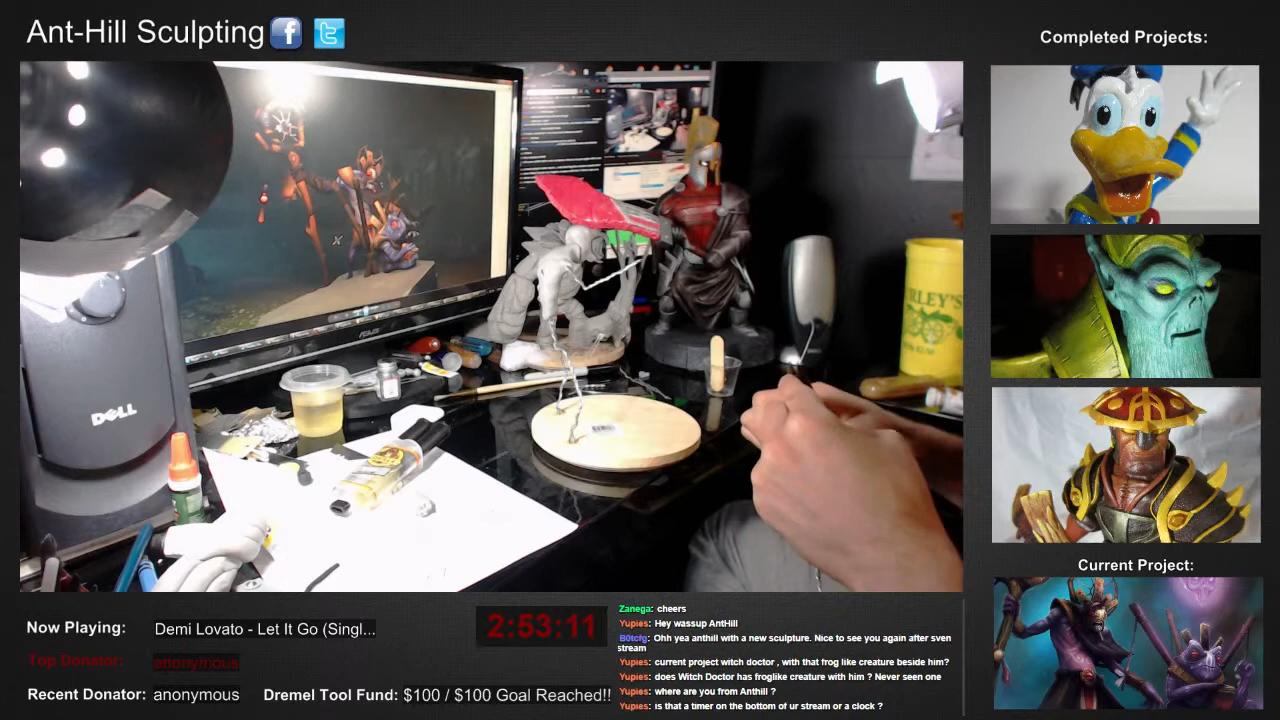 Ant-Hill Sculpting
Completed Projects:
DELL
ASUS
Current Project:
Now Playing: Demi Lovato - Let It Go (Singl...
Top Donator: anonymous
Recent Donator: anonymous
Dremel Tool Fund: $100 / $100 Goal Reached!!
2:53:11
Zanega: cheers
Yupies: Hey wassup AntHill
B0tcfg: Ohh yea anthill with a new sculpture. Nice to see you again after sven
stream
Yupies: current project witch doctor , with that frog like creature beside him?
Yupies: does Witch Doctor has froglike creature with him ? Never seen one
Yupies: where are you from Anthill ?
Yupies: is that a timer on the bottom of ur stream or a clock ?